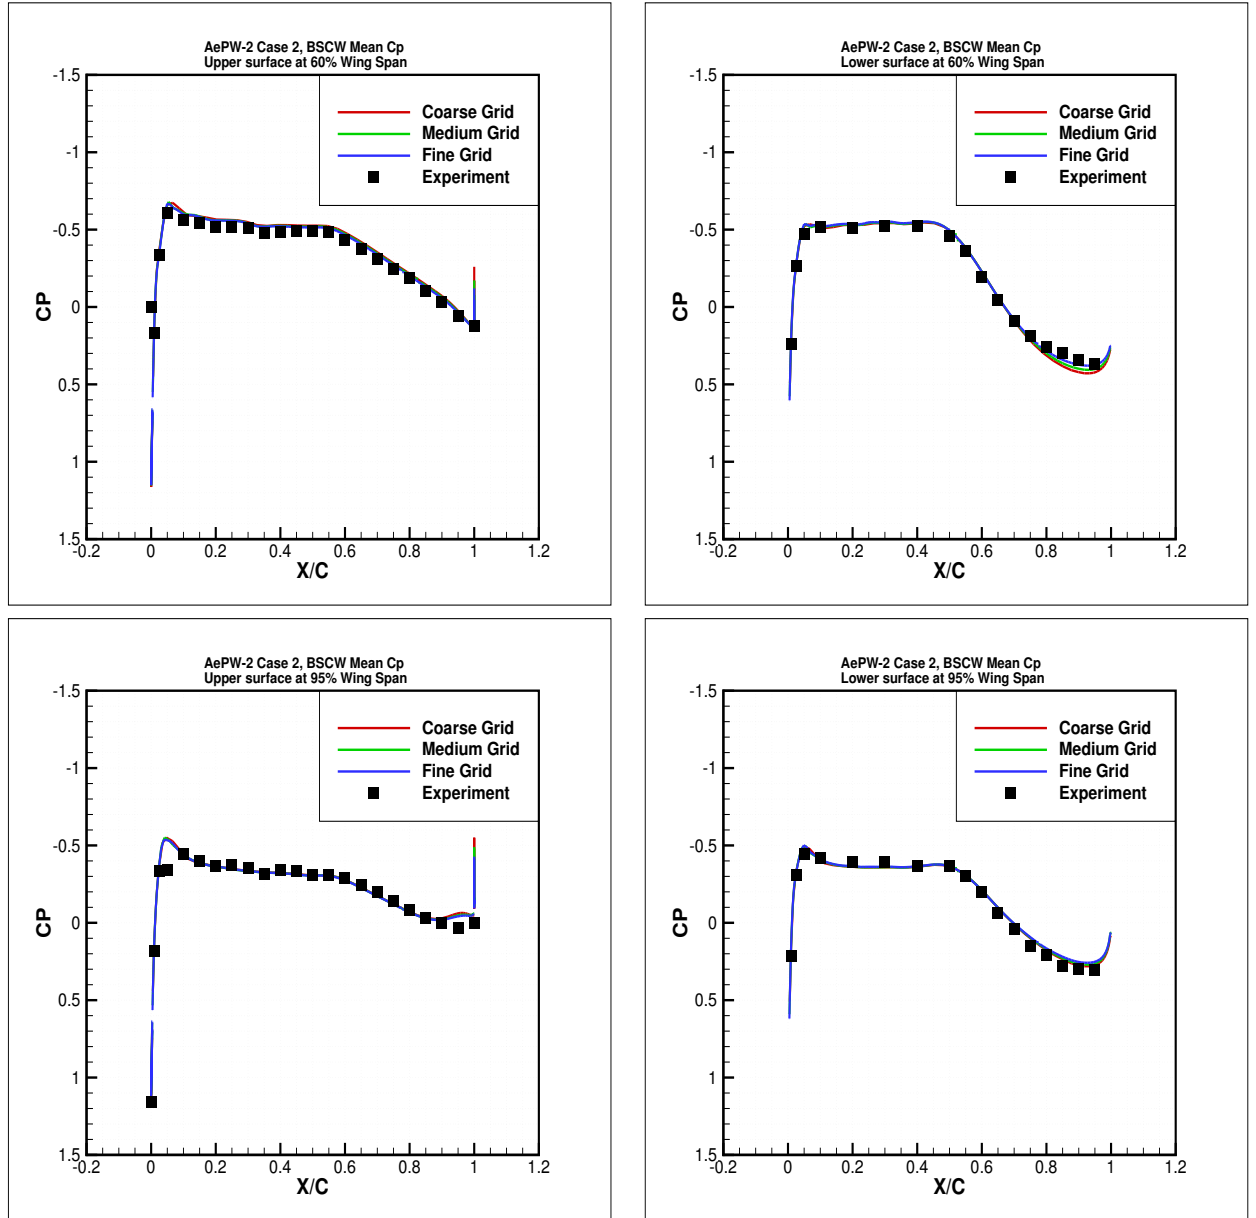 AePW-2 Case 2, BSCW Mean Cp
Upper surface at 60% Wing Span
-1.5
-1
-0.5
0
0.5
1
1.5
CP
-0.2
0
0.2
0.4
0.6
0.8
1
1.2
X/C
Coarse Grid
Medium Grid
Fine Grid
Experiment
AePW-2 Case 2, BSCW Mean Cp
Lower surface at 60% Wing Span
-1.5
-1
-0.5
0
0.5
1
1.5
CP
-0.2
0
0.2
0.4
0.6
0.8
1
1.2
X/C
Coarse Grid
Medium Grid
Fine Grid
Experiment
AePW-2 Case 2, BSCW Mean Cp
Upper surface at 95% Wing Span
-1.5
-1
-0.5
0
0.5
1
1.5
CP
-0.2
0
0.2
0.4
0.6
0.8
1
1.2
X/C
Coarse Grid
Medium Grid
Fine Grid
Experiment
AePW-2 Case 2, BSCW Mean Cp
Lower surface at 95% Wing Span
-1.5
-1
-0.5
0
0.5
1
1.5
CP
-0.2
0
0.2
0.4
0.6
0.8
1
1.2
X/C
Coarse Grid
Medium Grid
Fine Grid
Experiment